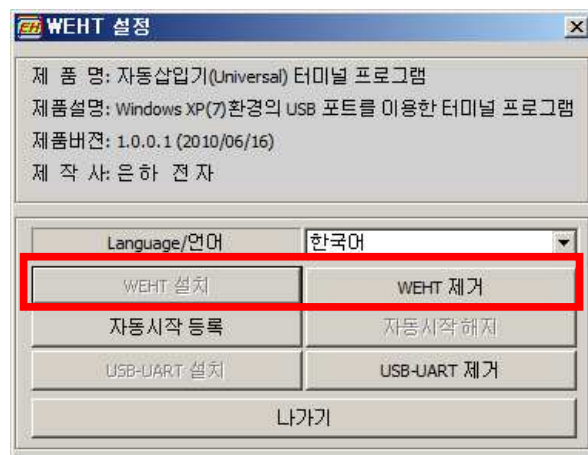 EH WEHT 설정
제 품 명: 자동삽입기(Universal) 터미널 프로그램
제품설명: Windows XP(7)환경의 USB 포트를 이용한 터미널 프로그램
제품버젼: 1.0.0.1 (2010/06/16)
제 작 사: 은하 전자
Language/언어 한국어
WEHT 설치 WEHT 제거
자동시작 등록 자동시작 해지
USB-UART 설치 USB-UART 제거
나가기